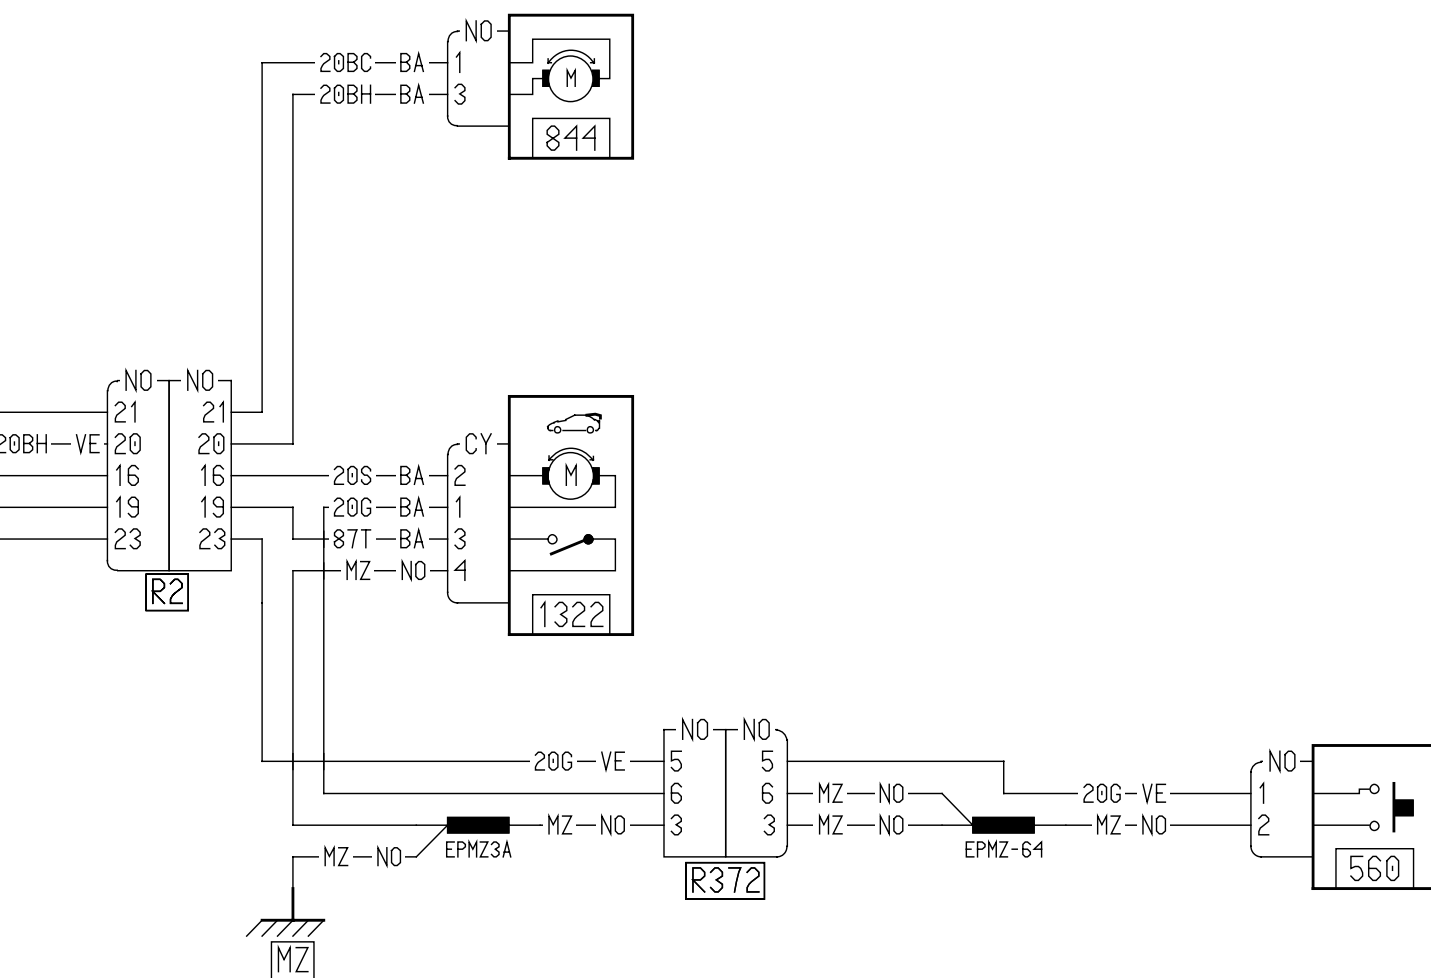 NO
20BC BA 1
20BH BA 3
M
844
NO NO
21 21
20BH VE 20 20
16 16
19 19
23 23
R2
CY
20S BA 2
20G BA 1
87T BA 3
MZ NO 4
M
1322
NO NO
20G VE 5 5
6 6 MZ NO
MZ NO 3 3 MZ NO
EPMZ3A
MZ NO
R372
EPMZ-64
NO
20G VE 1
MZ NO 2
560
MZ